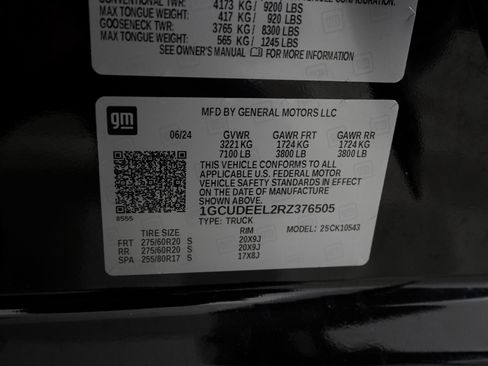 CONVENTIONAL TWR: 4173 KG/ 9200 LBS
MAX TONGUE WEIGHT: 417 KG/ 920 LBS
GOOSENECK TWR: 3765 KG/ 8300 LBS
MAX TONGUE WEIGHT: 565 KG/ 1245 LBS
SEE OWNER'S MANUAL FOR MORE INFORMATION
gm
MFD BY GENERAL MOTORS LLC
06/24 GVWR GAWR FRT GAWR RR
3221 KG 1724 KG 1724 KG
7100 LB 3800 LB 3800 LB
THIS VEHICLE CONFORMS TO ALL
APPLICABLE U.S. FEDERAL MOTOR
VEHICLE SAFETY STANDARDS IN
EFFECT ON THE DATE OF MANUFACTURE
SHOWN ABOVE.
1GCUDEEL2RZ376505
8555 TYPE: TRUCK MODEL: 25CK10543
TIRE SIZE RIM
FRT 275/60R20 S 20X9J
RR 275/60R20 S 20X9J
SPA 255/80R17 S 17X8J